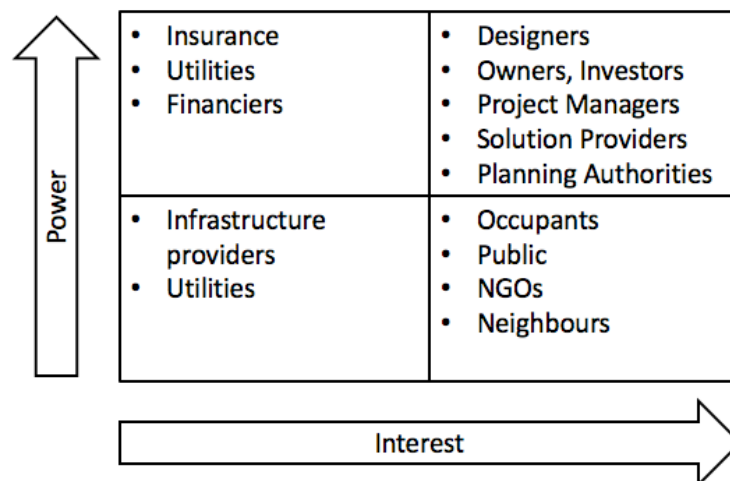 Power
• Insurance
• Utilities
• Financiers
• Designers
• Owners, Investors
• Project Managers
• Solution Providers
• Planning Authorities
• Infrastructure
providers
• Utilities
• Occupants
• Public
• NGOs
• Neighbours
Interest